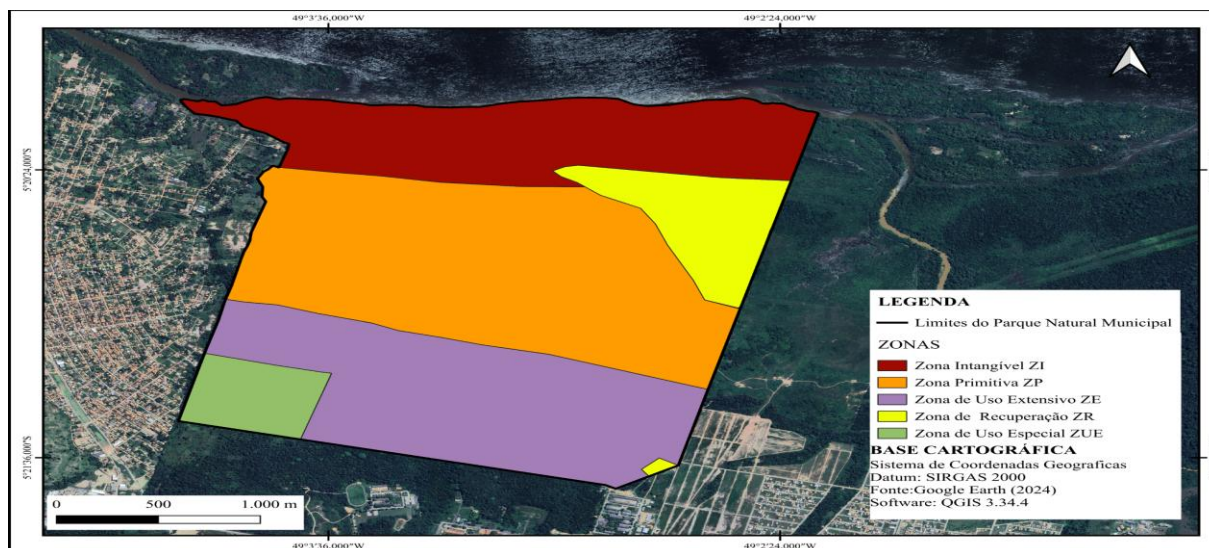 49°3'36,000"W
49°2'24,000"W
5°20'24,000"S
5°21'36,000"S
LEGENDA
Limites do Parque Natural Municipal
ZONAS
Zona Intangível ZI
Zona Primitiva ZP
Zona de Uso Extensivo ZE
Zona de Recuperação ZR
Zona de Uso Especial ZUE
BASE CARTOGRÁFICA
Sistema de Coordenadas Geograficas
Datum: SIRGAS 2000
Fonte:Google Earth (2024)
Software: QGIS 3.34.4
0 500 1.000 m
49°3'36,000"W
49°2'24,000"W